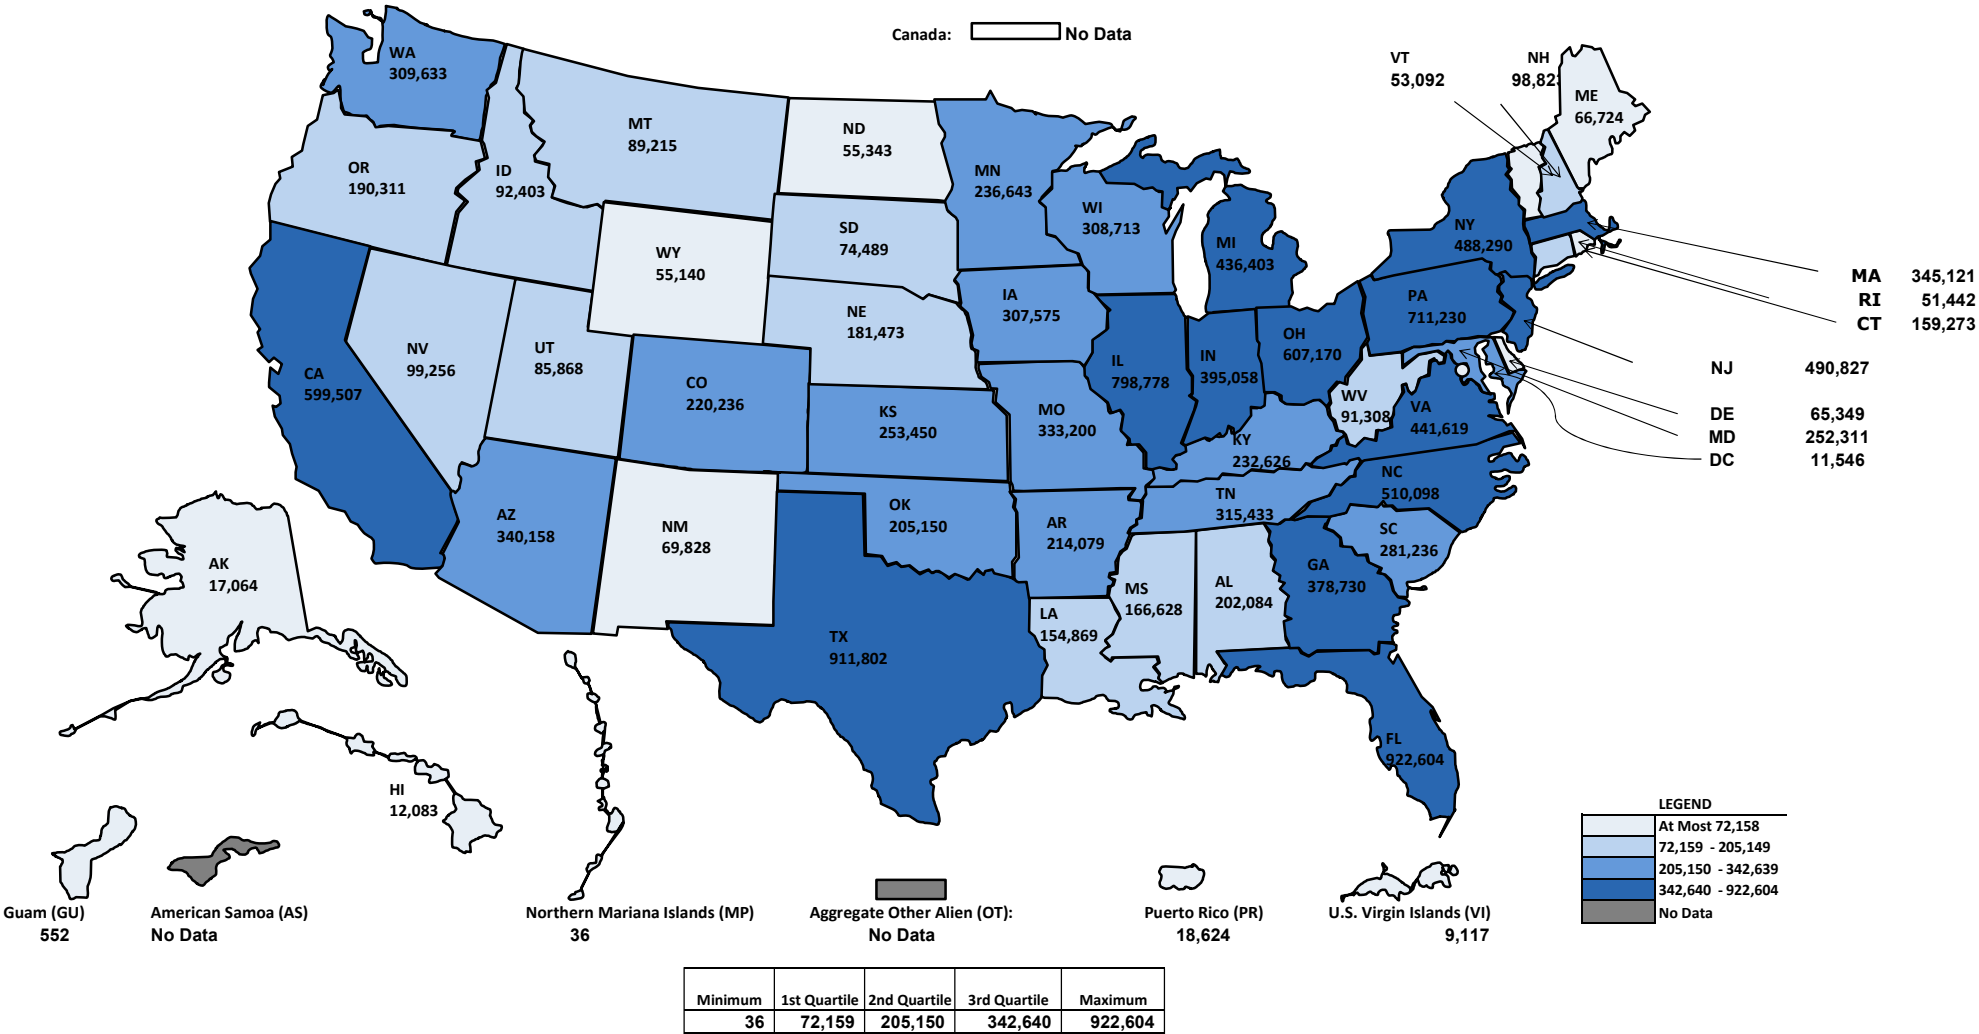 Canada: No Data
WA
309,633
VT
53,092
NH
98,823
ME
66,724
MT
89,215
ND
55,343
OR
190,311
ID
92,403
MN
236,643
WI
308,713
MI
436,403
NY
488,290
SD
74,489
WY
55,140
MA 345,121
RI 51,442
CT 159,273
IA
307,575
PA
711,230
NE
181,473
NV
99,256
UT
85,868
CA
599,507
CO
220,236
IL
798,778
IN
395,058
OH
607,170
NJ 490,827
DE 65,349
MD 252,311
DC 11,546
KS
253,450
MO
333,200
WV
91,308
VA
441,619
KY
232,626
NC
510,098
TN
315,433
AZ
340,158
NM
69,828
OK
205,150
AR
214,079
SC
281,236
AK
17,064
MS
166,628
AL
202,084
GA
378,730
LA
154,869
TX
911,802
FL
922,604
HI
12,083
LEGEND
At Most 72,158
72,159 - 205,149
205,150 - 342,639
342,640 - 922,604
No Data
Guam (GU)
552
American Samoa (AS)
No Data
Northern Mariana Islands (MP)
36
Aggregate Other Alien (OT):
No Data
Puerto Rico (PR)
18,624
U.S. Virgin Islands (VI)
9,117
Minimum 1st Quartile 2nd Quartile 3rd Quartile Maximum
36 72,159 205,150 342,640 922,604